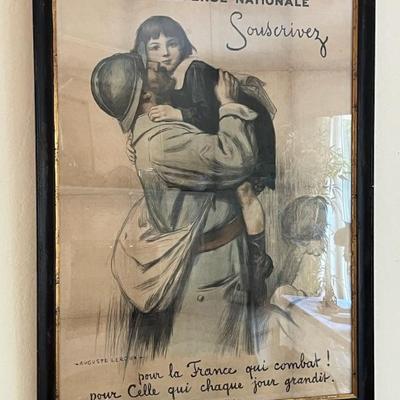 NATIONALE
Souscrivez
AUGUSTE LEROUX
pour la France qui combat !
pour Celle qui chaque jour grandit.